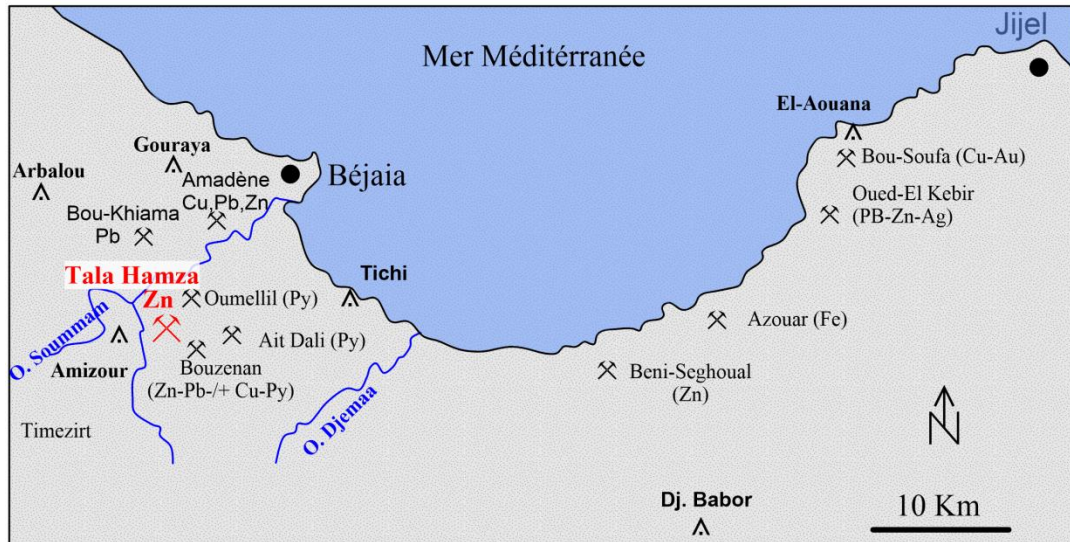 Jijel
Mer Méditérranée
El-Aouana
Gouraya
Bou-Soufa (Cu-Au)
Arbalou
Amadène
Cu,Pb,Zn
Béjaia
Oued-El Kebir
(PB-Zn-Ag)
Bou-Khiama
Pb
Tala Hamza
Zn
Tichi
Oumellil (Py)
O. Soummam
Azouar (Fe)
Ait Dali (Py)
Amizour
Bouzenan
(Zn-Pb-/+ Cu-Py)
Beni-Seghoual
(Zn)
O. Djemaa
Timezirt
N
Dj. Babor
10 Km